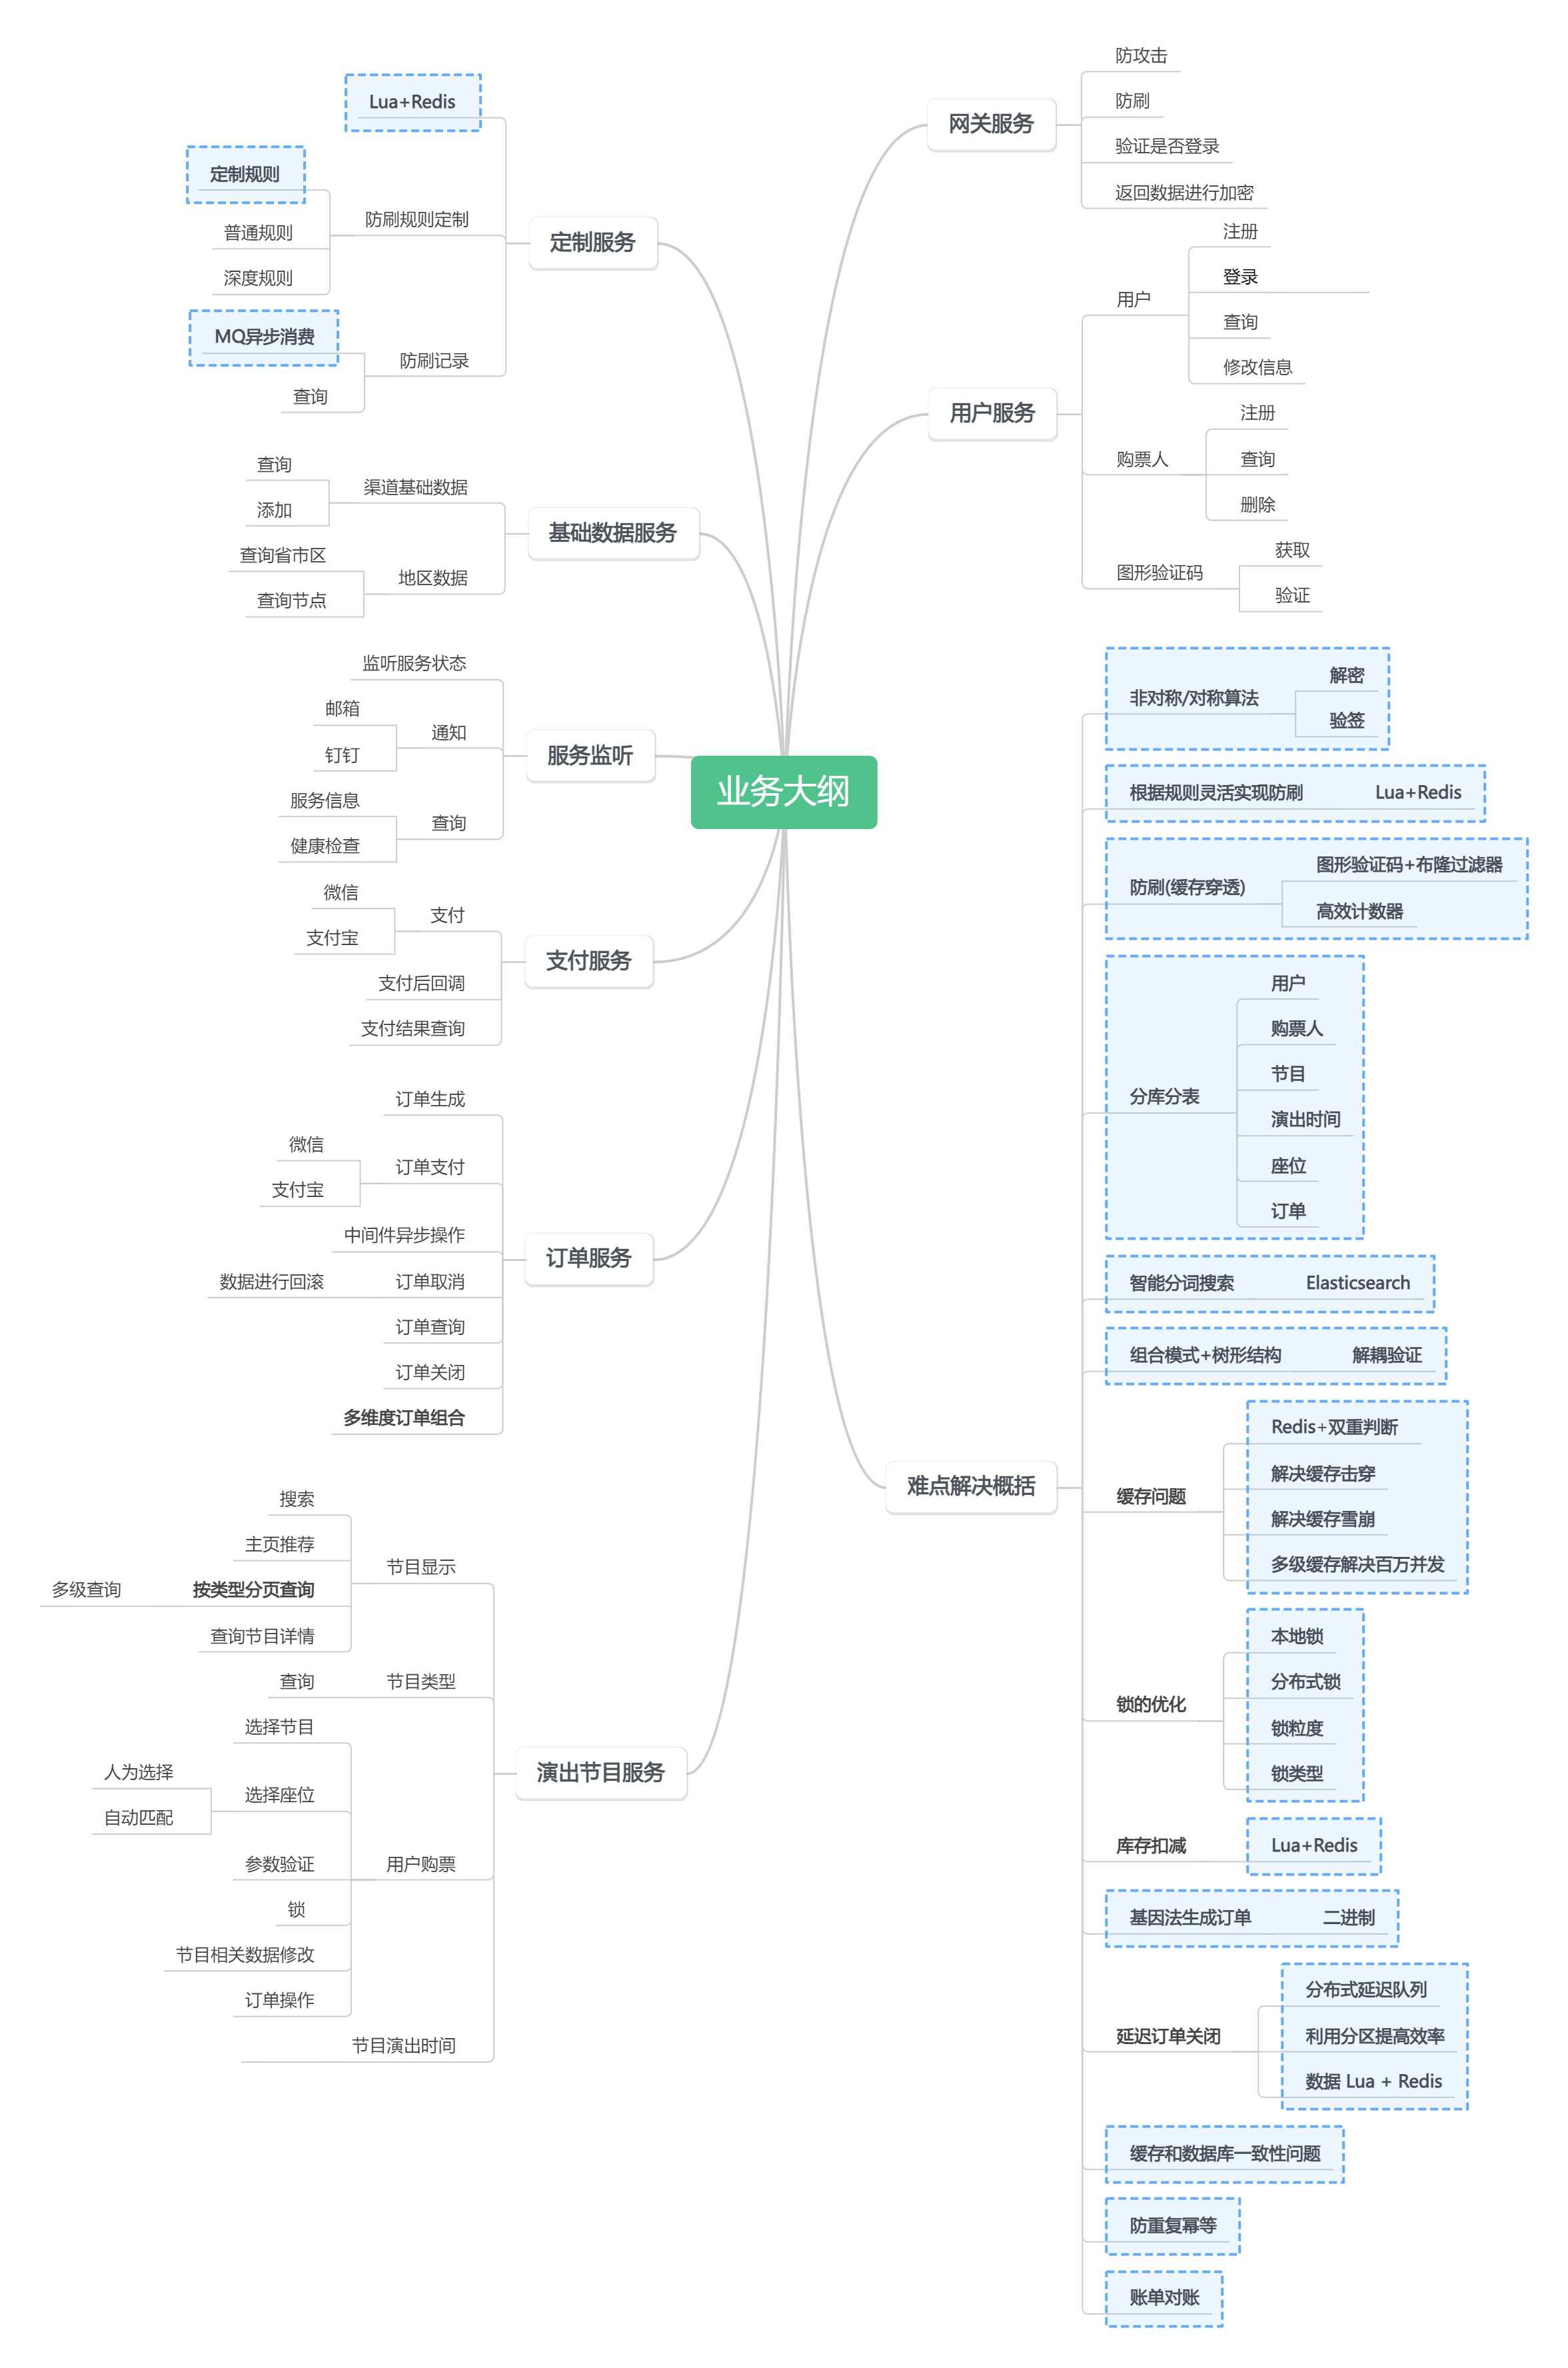 业务大纲
网关服务
防攻击
防刷
验证是否登录
返回数据进行加密
用户服务
用户
注册
登录
查询
修改信息
购票人
注册
查询
删除
图形验证码
获取
验证
难点解决概括
非对称/对称算法
解密
验签
根据规则灵活实现防刷
Lua+Redis
防刷(缓存穿透)
图形验证码+布隆过滤器
高效计数器
分库分表
用户
购票人
节目
演出时间
座位
订单
智能分词搜索
Elasticsearch
组合模式+树形结构
解耦验证
缓存问题
Redis+双重判断
解决缓存击穿
解决缓存雪崩
多级缓存解决百万并发
锁的优化
本地锁
分布式锁
锁粒度
锁类型
库存扣减
Lua+Redis
基因法生成订单
二进制
延迟订单关闭
分布式延迟队列
利用分区提高效率
数据 Lua + Redis
缓存和数据库一致性问题
防重复幂等
账单对账
定制服务
Lua+Redis
防刷规则定制
定制规则
普通规则
深度规则
防刷记录
MQ异步消费
查询
基础数据服务
渠道基础数据
查询
添加
地区数据
查询省市区
查询节点
服务监听
监听服务状态
通知
邮箱
钉钉
查询
服务信息
健康检查
支付服务
支付
微信
支付宝
支付后回调
支付结果查询
订单服务
订单生成
订单支付
微信
支付宝
中间件异步操作
订单取消
数据进行回滚
订单查询
订单关闭
多维度订单组合
演出节目服务
节目显示
搜索
主页推荐
按类型分页查询
多级查询
查询节目详情
节目类型
查询
用户购票
选择节目
选择座位
人为选择
自动匹配
参数验证
锁
节目相关数据修改
订单操作
节目演出时间